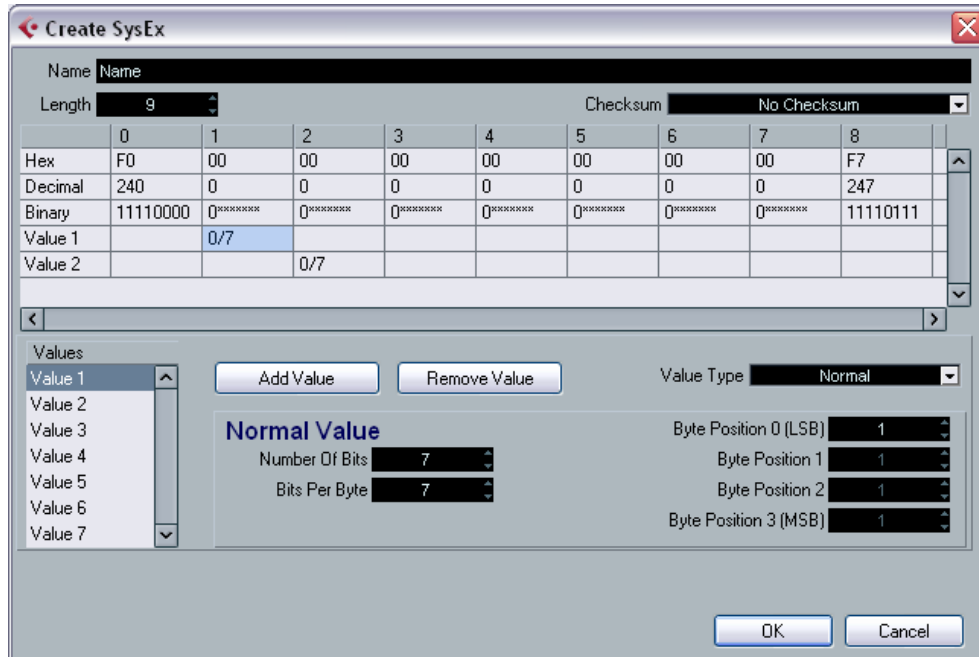 Create SysEx
Name Name
Length 9 Checksum No Checksum
0 1 2 3 4 5 6 7 8
Hex F0 00 00 00 00 00 00 00 F7
Decimal 240 0 0 0 0 0 0 0 247
Binary 11110000 0******* 0******* 0******* 0******* 0******* 0******* 0******* 11110111
Value 1 0/7
Value 2 0/7
Values
Value 1 Add Value Remove Value Value Type Normal
Value 2
Value 3 Normal Value Byte Position 0 (LSB) 1
Value 4 Number Of Bits 7 Byte Position 1 1
Value 5 Bits Per Byte 7 Byte Position 2 1
Value 6 Byte Position 3 (MSB) 1
Value 7
OK Cancel